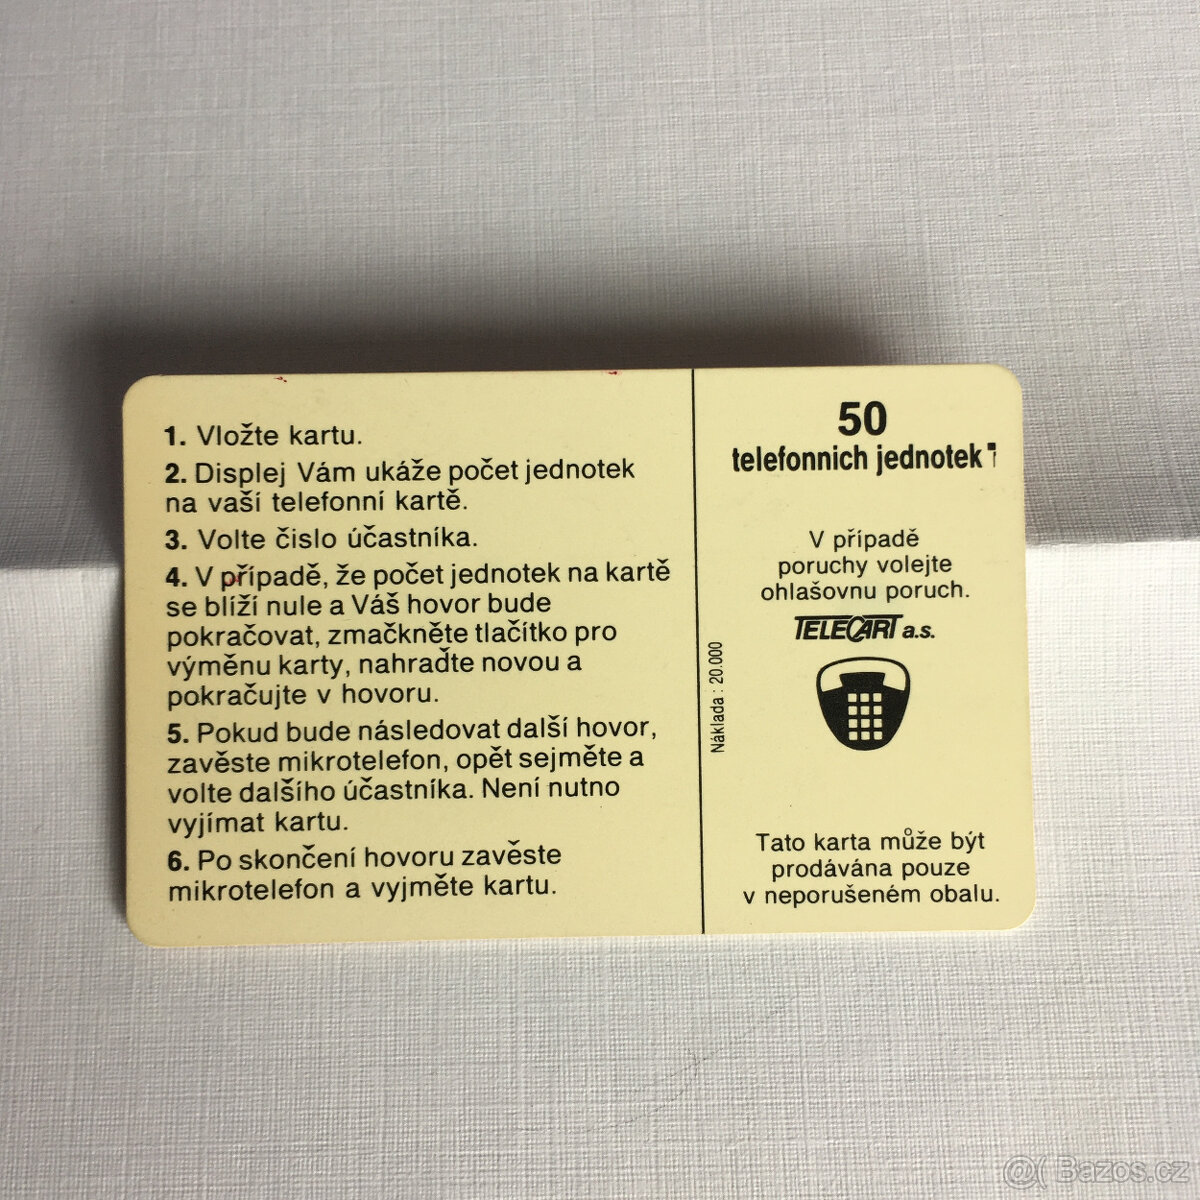 1. Vložte kartu.
2. Displej Vám ukáže počet jednotek
na vaší telefonní kartě.
3. Volte čislo účastníka.
4. V případě, že počet jednotek na kartě
se blíží nule a Váš hovor bude
pokračovat, zmačkněte tlačítko pro
výměnu karty, nahraďte novou a
pokračujte v hovoru.
5. Pokud bude následovat další hovor,
zavěste mikrotelefon, opět sejměte a
volte dalšího účastníka. Není nutno
vyjímat kartu.
6. Po skončení hovoru zavěste
mikrotelefon a vyjměte kartu.
50
telefonnich jednotek
V případě
poruchy volejte
ohlašovnu poruch.
TELECART a.s.
Náklada : 20.000
Tato karta může být
prodávána pouze
v neporušeném obalu.
@( Bazos.cz